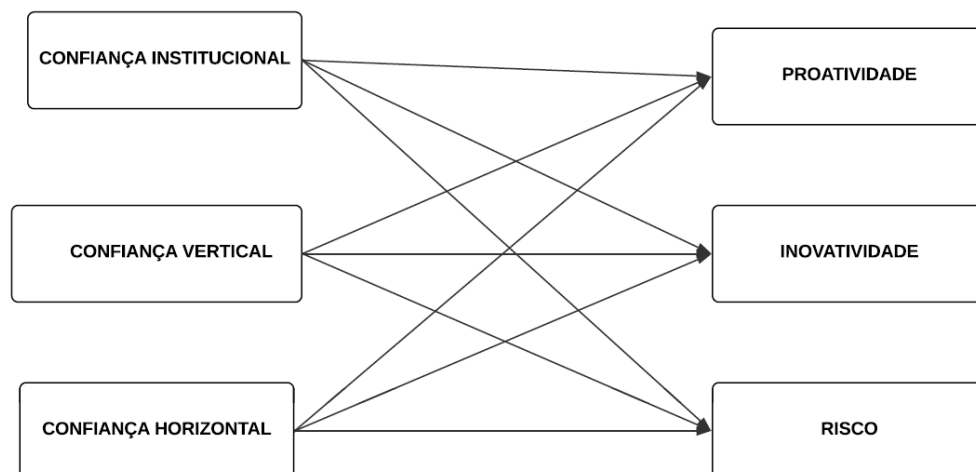 CONFIANÇA INSTITUCIONAL
PROATIVIDADE
CONFIANÇA VERTICAL
INOVATIVIDADE
CONFIANÇA HORIZONTAL
RISCO